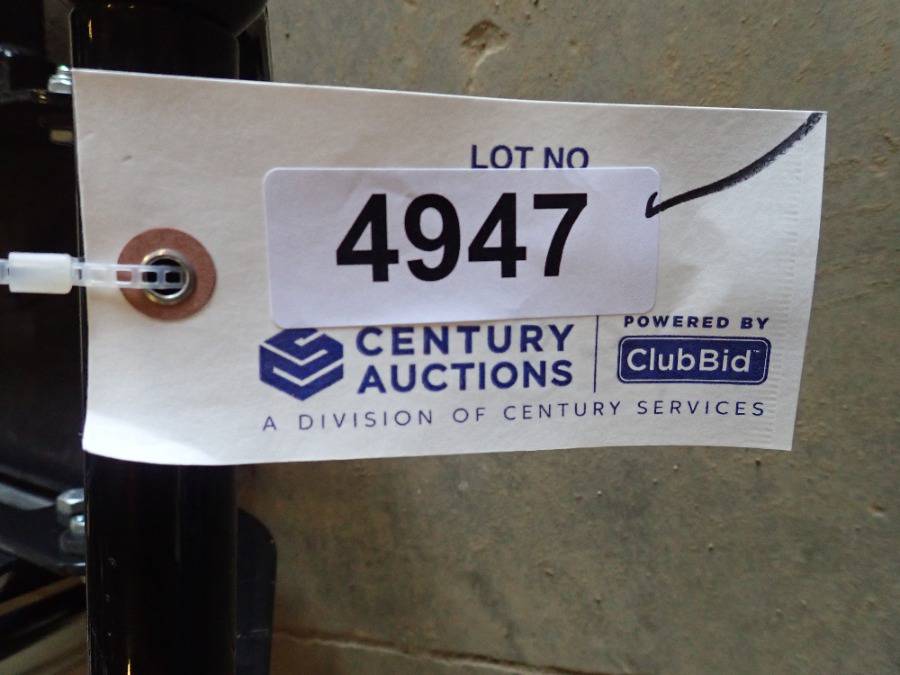 LOT NO
4947
CENTURY
AUCTIONS
POWERED BY
ClubBid™
A DIVISION OF CENTURY SERVICES